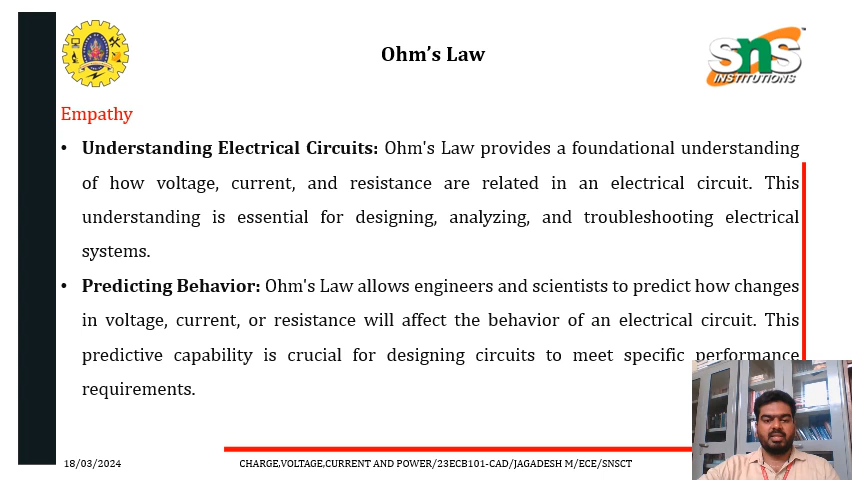 Ohm's Law
SNS
INSTITUTIONS
Empathy
• Understanding Electrical Circuits: Ohm's Law provides a foundational understanding
of how voltage, current, and resistance are related in an electrical circuit. This
understanding is essential for designing, analyzing, and troubleshooting electrical
systems.
• Predicting Behavior: Ohm's Law allows engineers and scientists to predict how changes
in voltage, current, or resistance will affect the behavior of an electrical circuit. This
predictive capability is crucial for designing circuits to meet specific performance
requirements.
18/03/2024
CHARGE,VOLTAGE,CURRENT AND POWER/23ECB101-CAD/JAGADESH M/ECE/SNSCT